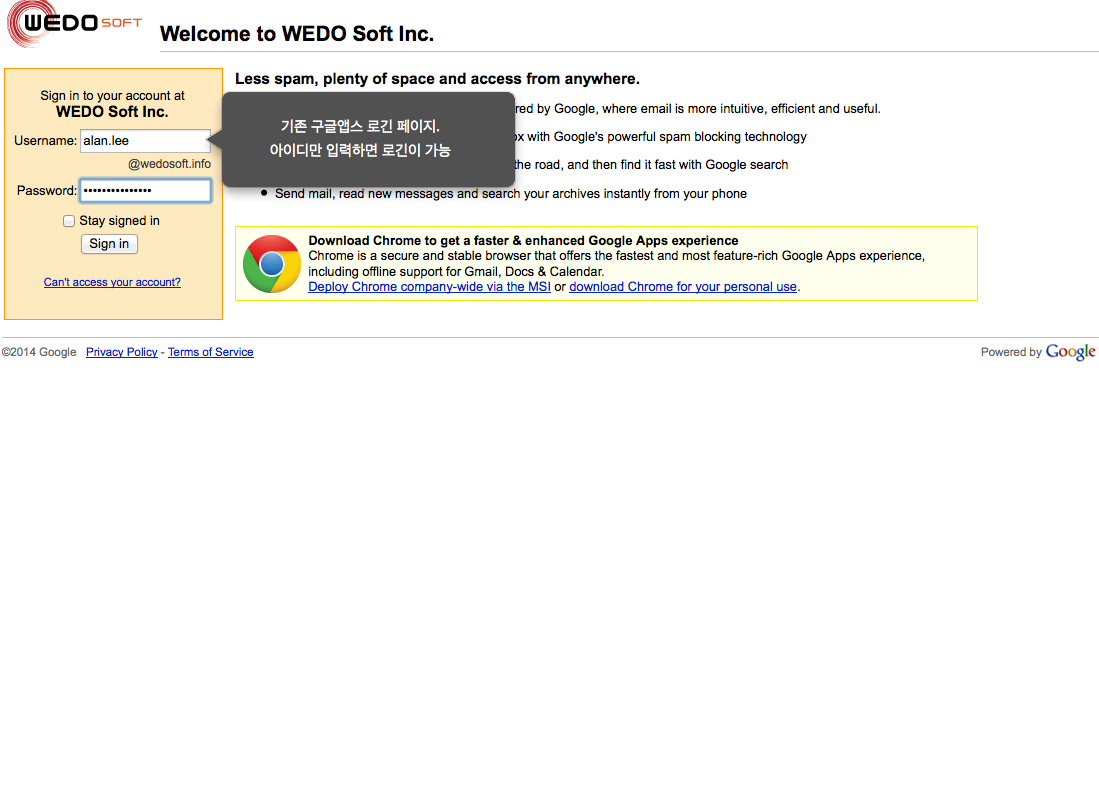 WEDO SOFT
Welcome to WEDO Soft Inc.
Sign in to your account at
WEDO Soft Inc.
Username: alan.lee
@wedosoft.info
Password: •••••••••••••••
Stay signed in
Sign in
Can't access your account?
Less spam, plenty of space and access from anywhere.
기존 구글앱스 로긴 페이지.
아이디만 입력하면 로긴이 가능
by Google, where email is more intuitive, efficient and useful.
with Google's powerful spam blocking technology
the road, and then find it fast with Google search
• Send mail, read new messages and search your archives instantly from your phone
Download Chrome to get a faster & enhanced Google Apps experience
Chrome is a secure and stable browser that offers the fastest and most feature-rich Google Apps experience,
including offline support for Gmail, Docs & Calendar.
Deploy Chrome company-wide via the MSI or download Chrome for your personal use.
©2014 Google Privacy Policy - Terms of Service
Powered by Google